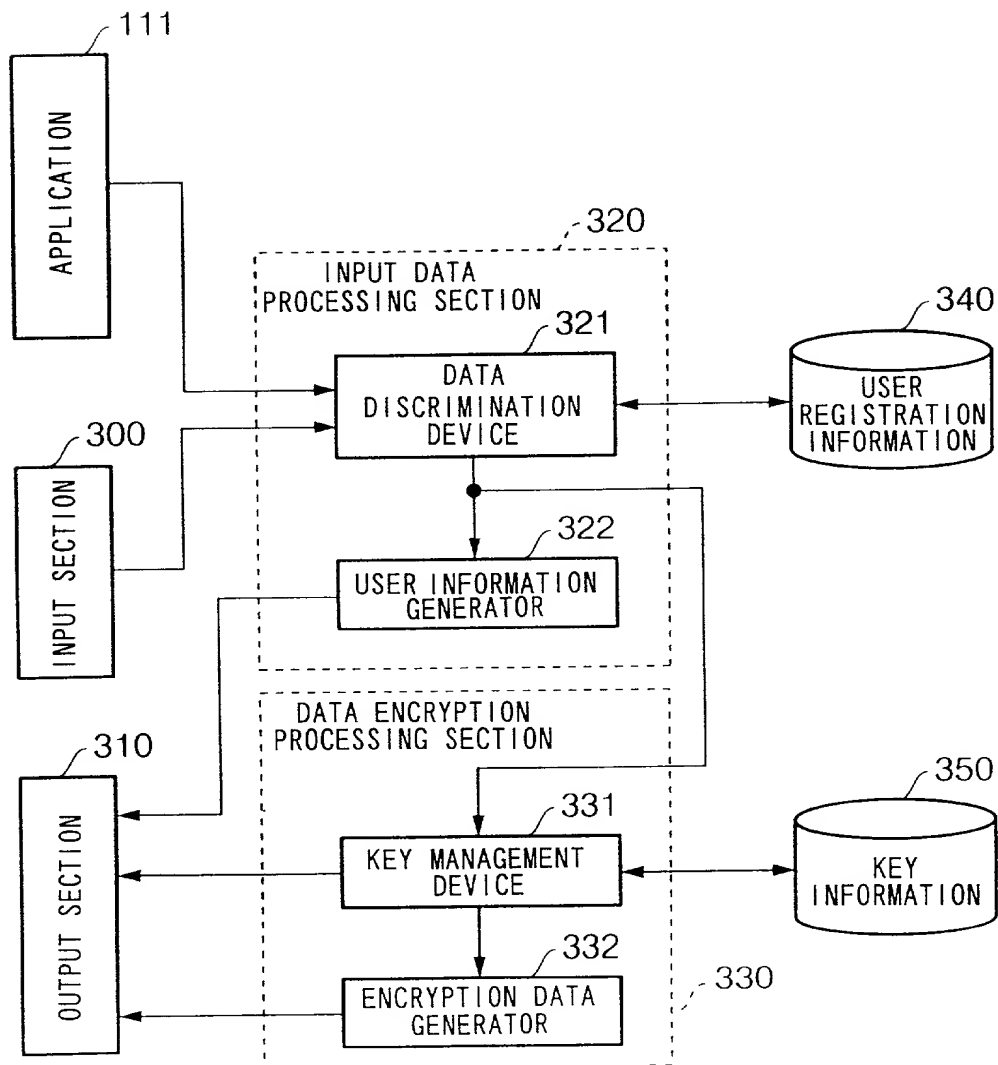 111
APPLICATION
320
INPUT DATA
PROCESSING SECTION
321
DATA
DISCRIMINATION
DEVICE
340
USER
REGISTRATION
INFORMATION
300
INPUT SECTION
322
USER INFORMATION
GENERATOR
DATA ENCRYPTION
PROCESSING SECTION
310
OUTPUT SECTION
331
KEY MANAGEMENT
DEVICE
350
KEY
INFORMATION
332
ENCRYPTION DATA
GENERATOR
330